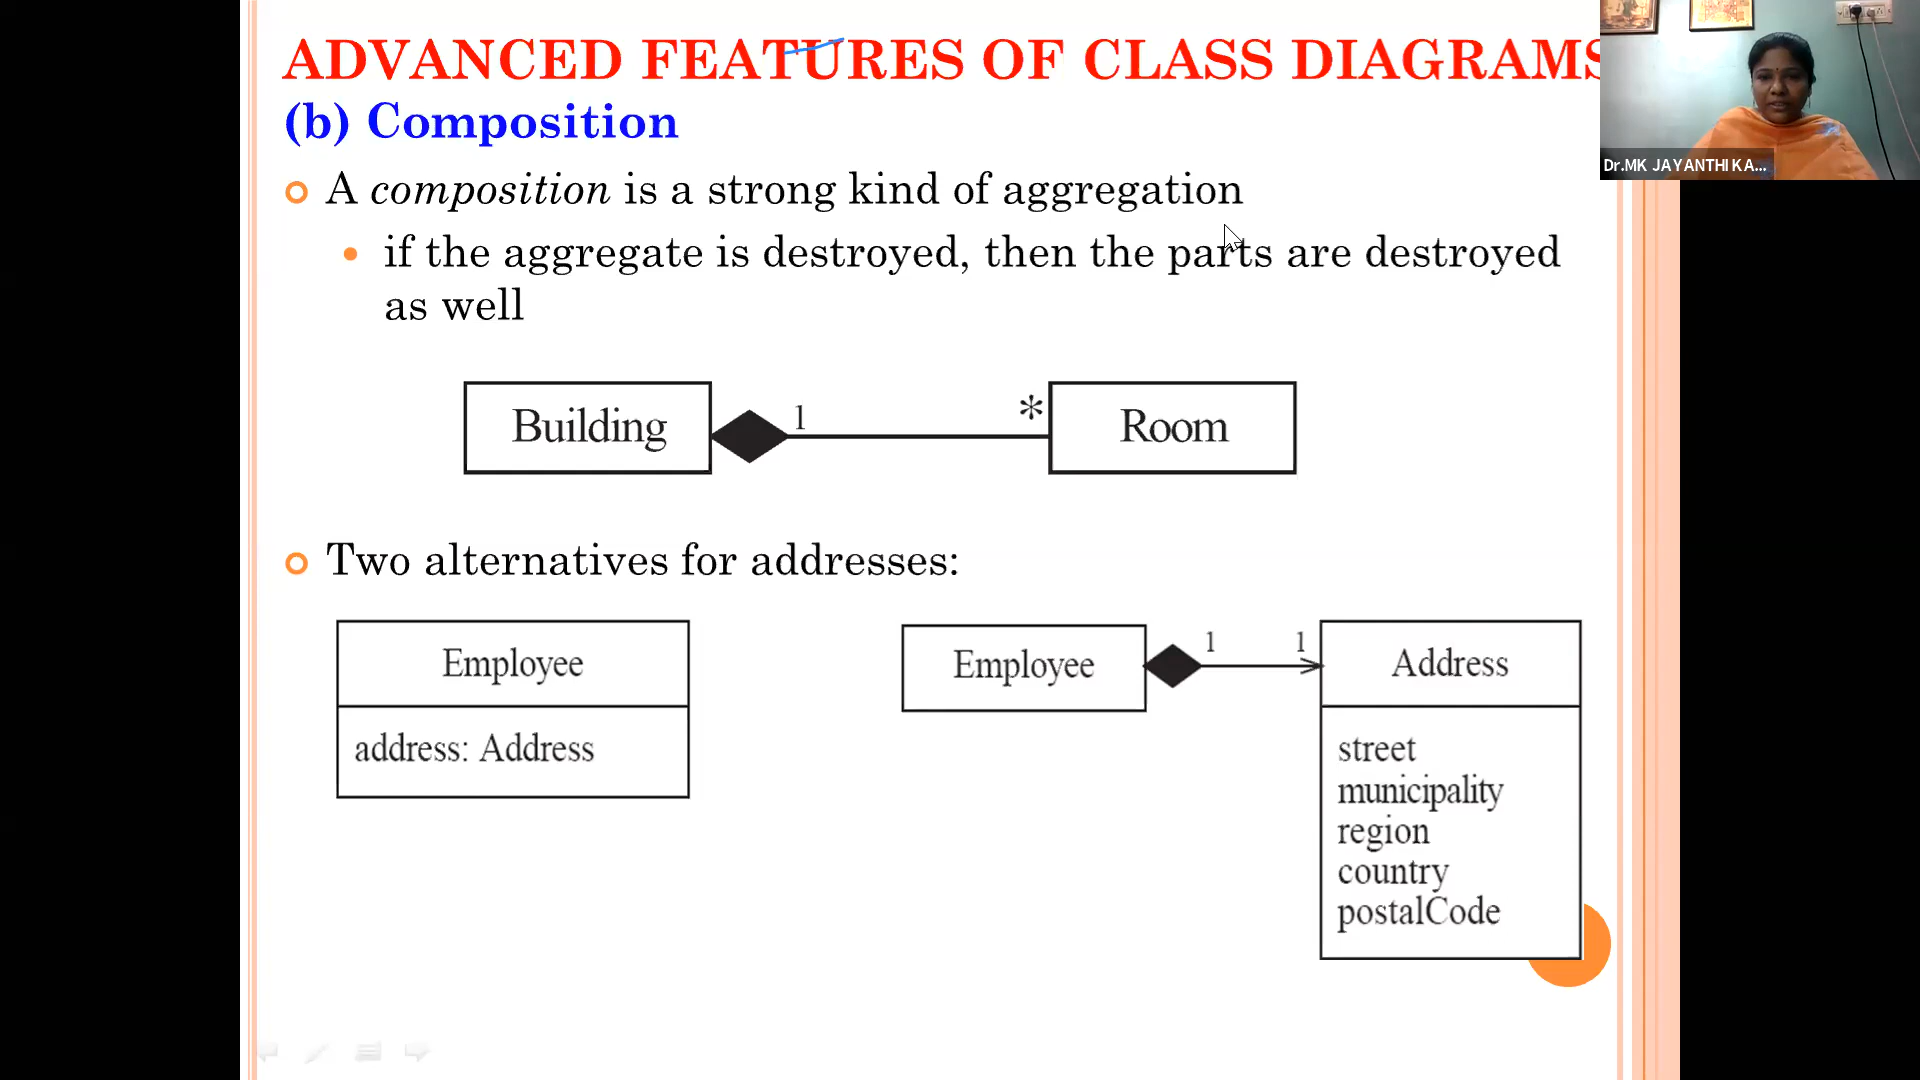 ADVANCED FEATURES OF CLASS DIAGRAMS
(b) Composition
A composition is a strong kind of aggregation
if the aggregate is destroyed, then the parts are destroyed
as well
Building 1 * Room
Two alternatives for addresses:
Employee
address: Address
Employee 1 1 Address
street
municipality
region
country
postalCode
Dr.MK JAYANTHI KA...